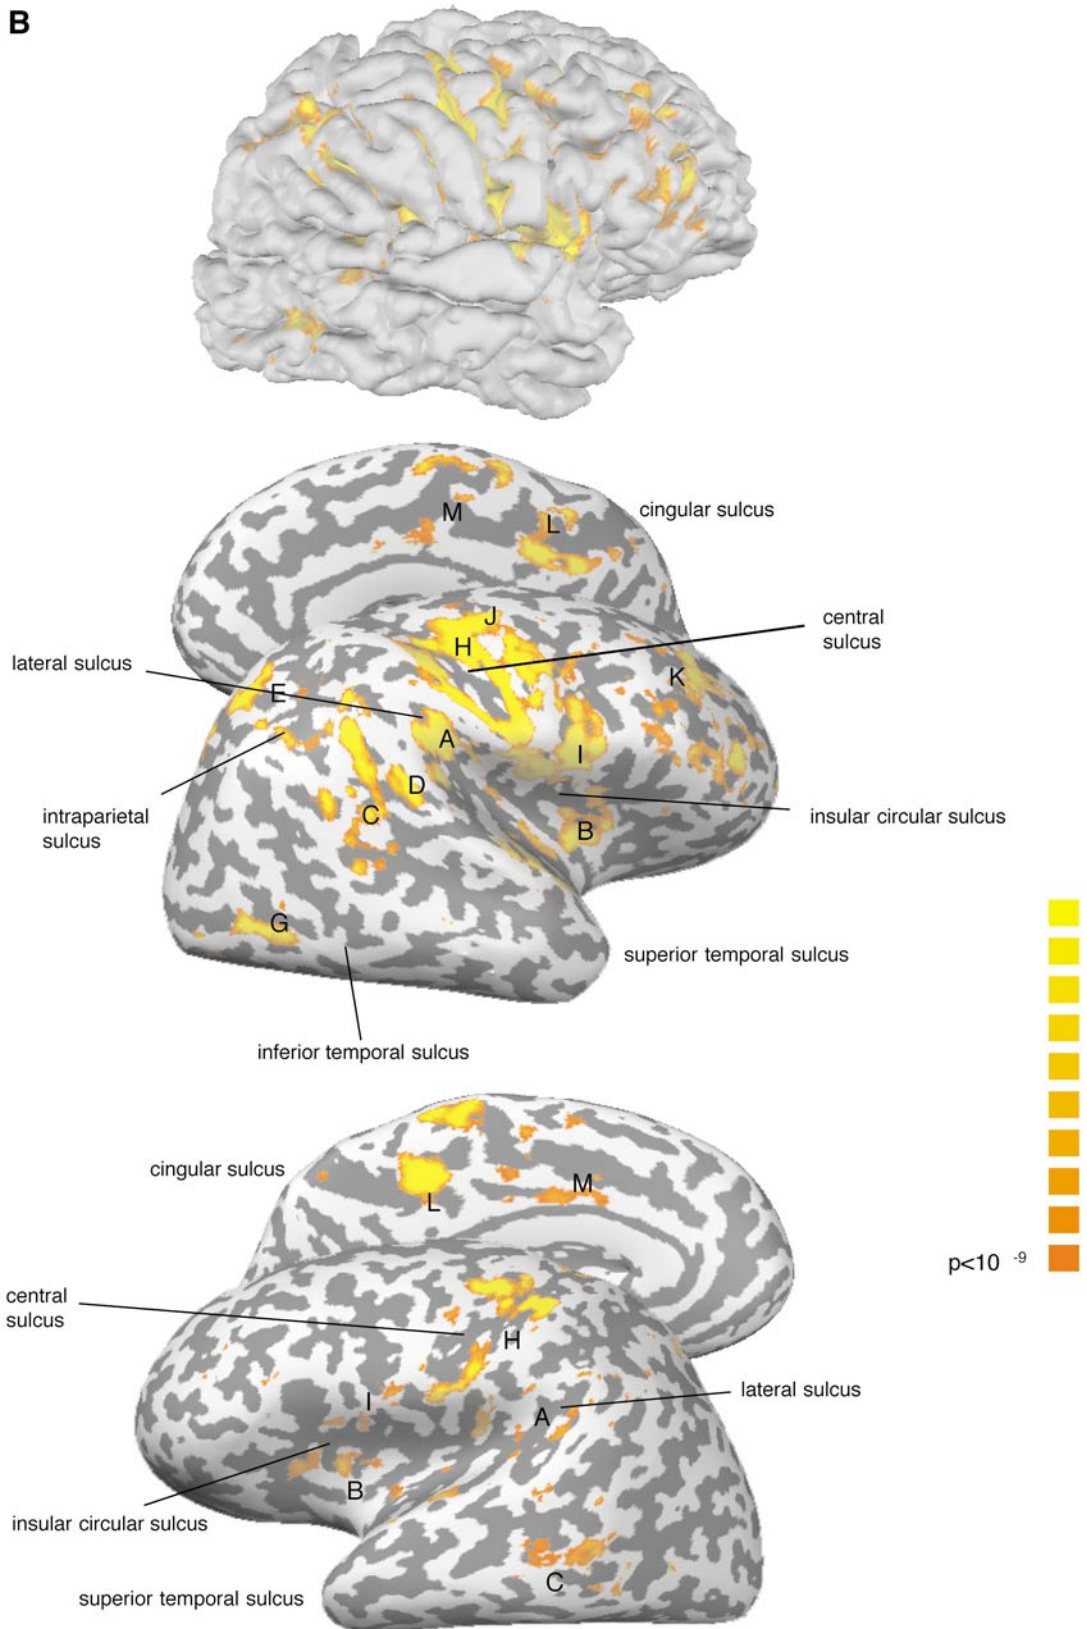 B
M
L
cingular sulcus
J
H
central
sulcus
lateral sulcus
E
K
A
I
D
intraparietal
sulcus
C
B
insular circular sulcus
G
superior temporal sulcus
inferior temporal sulcus
cingular sulcus
M
L
p<10 -9
central
sulcus
H
lateral sulcus
I
A
B
insular circular sulcus
C
superior temporal sulcus